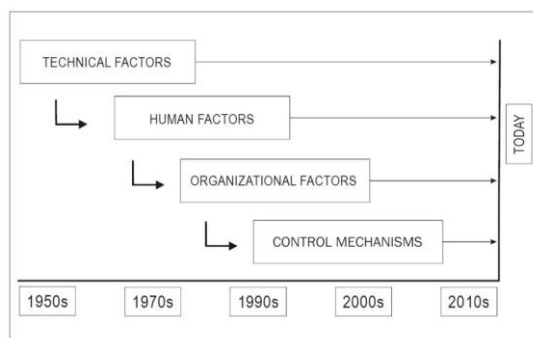 TECHNICAL FACTORS
HUMAN FACTORS
ORGANIZATIONAL FACTORS
CONTROL MECHANISMS
TODAY
1950s
1970s
1990s
2000s
2010s